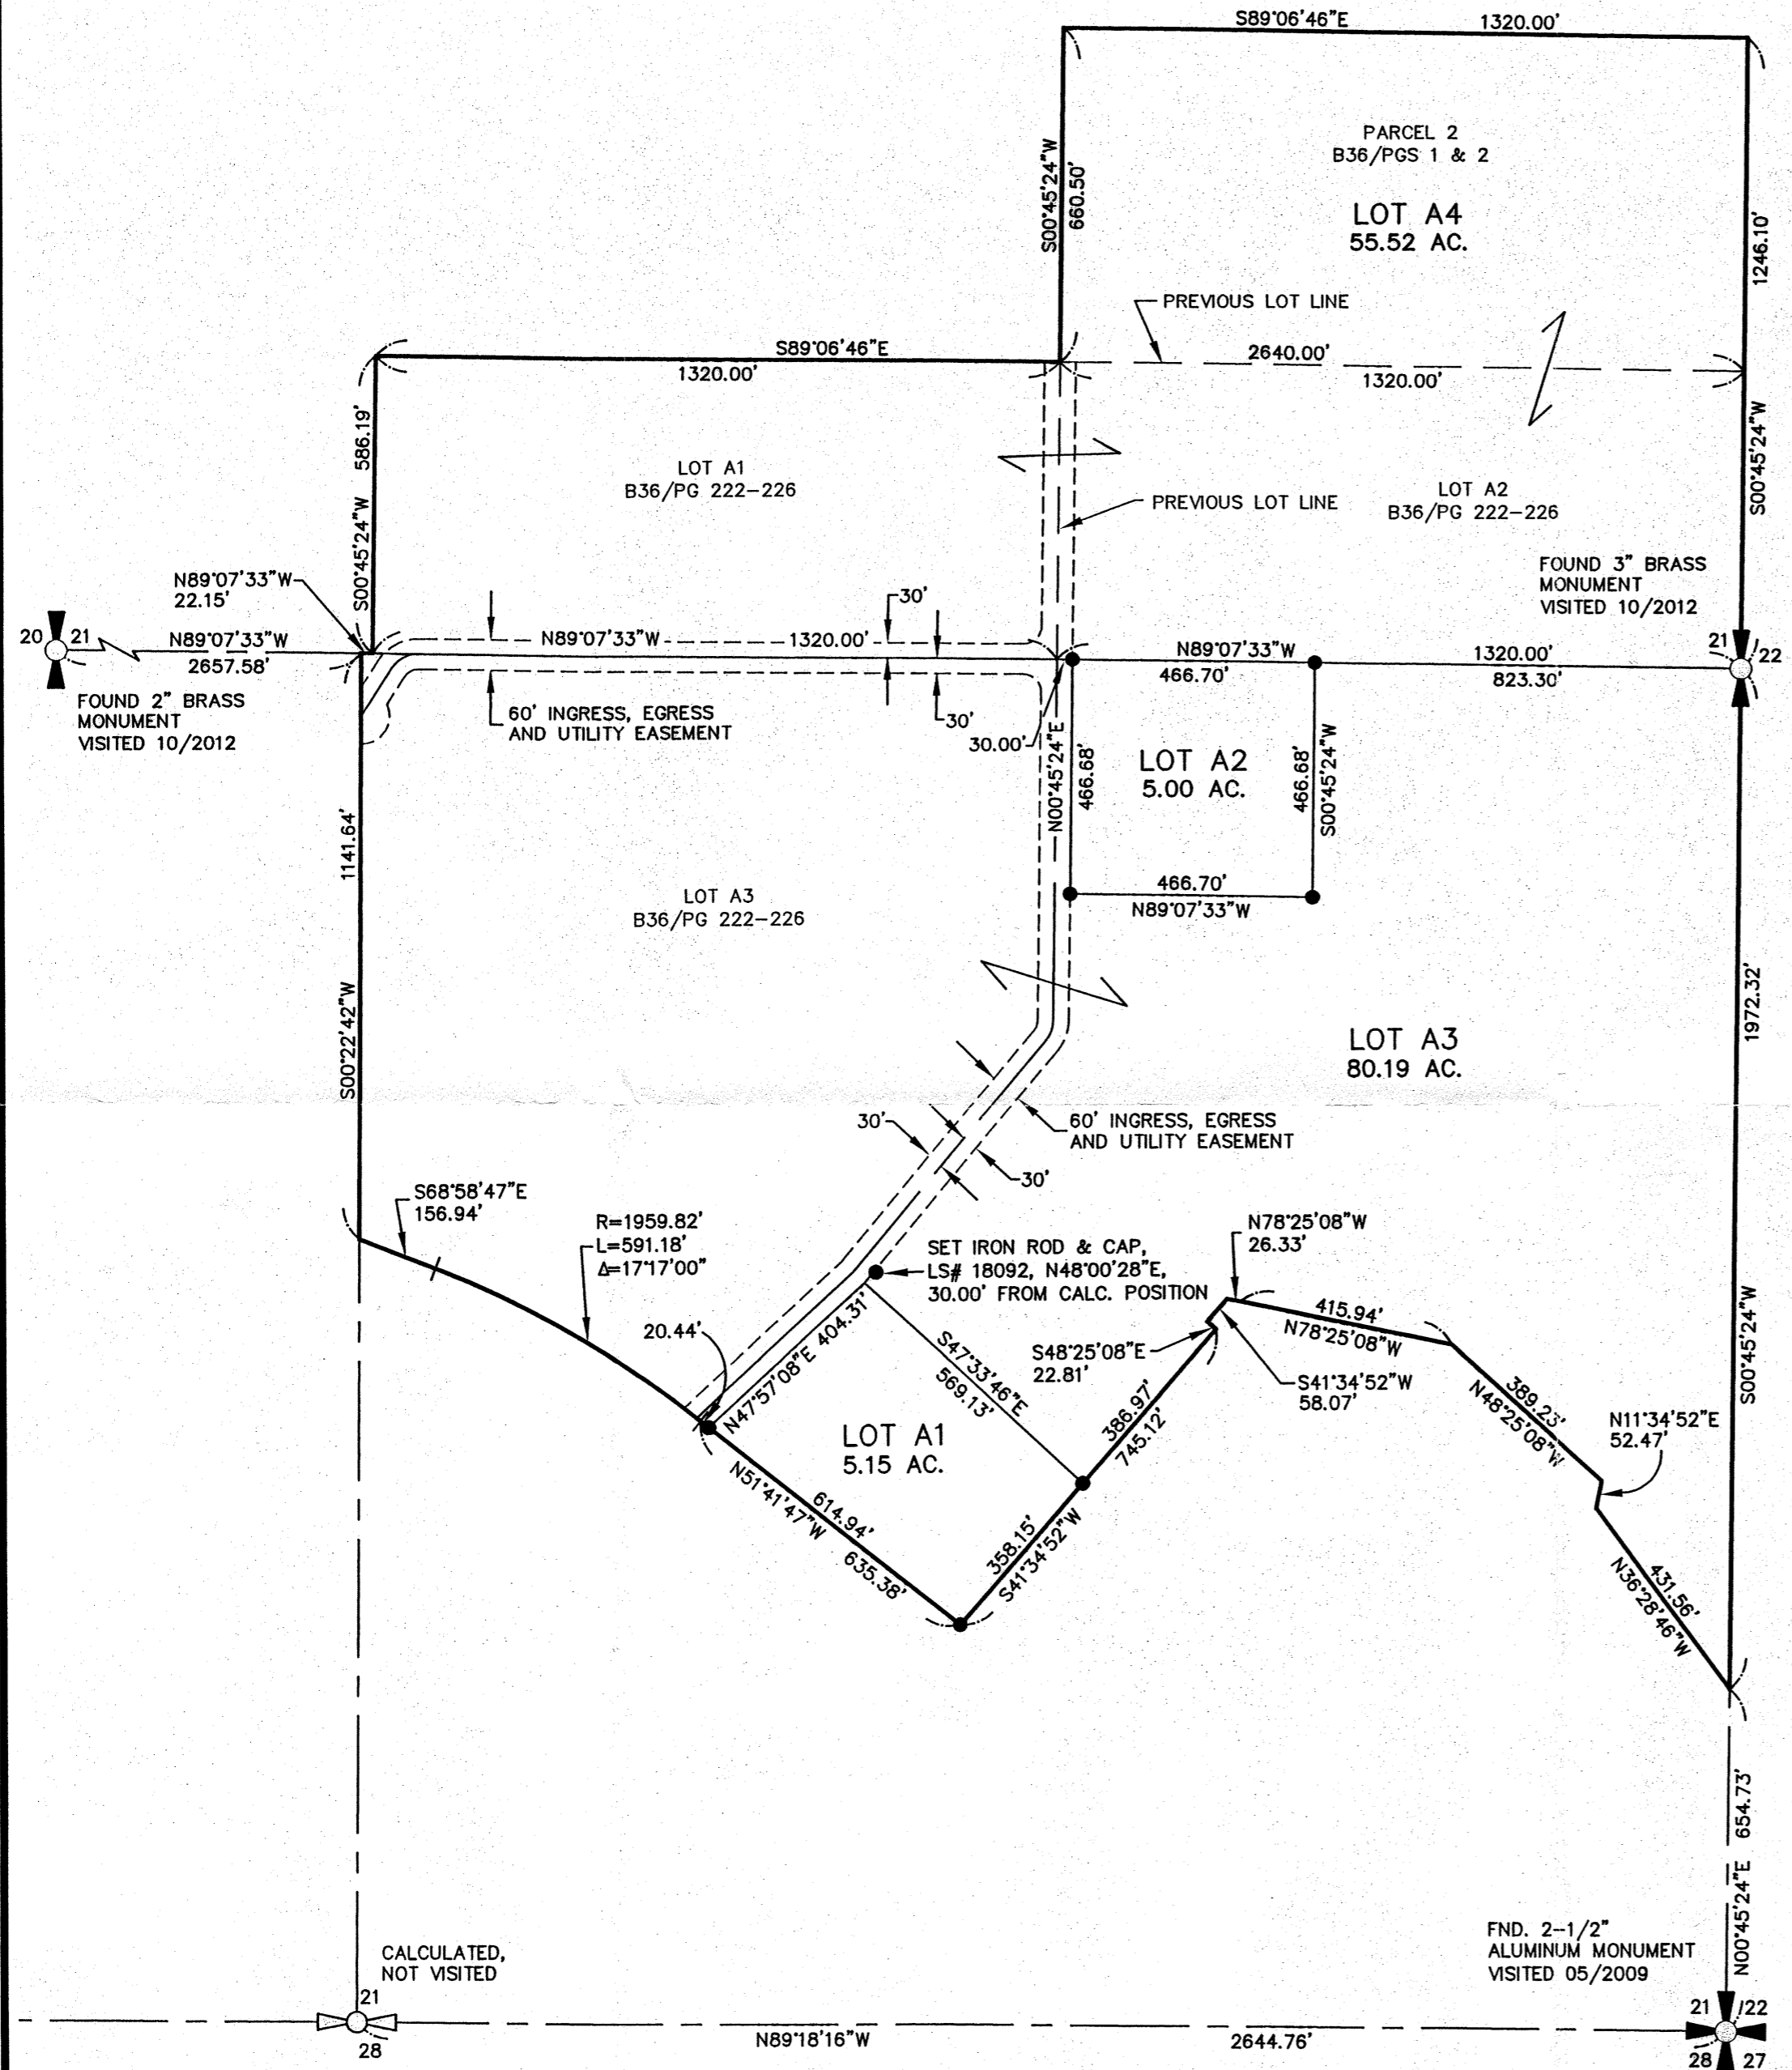 S89°06'46"E 1320.00'
S00°45'24"W
660.50'
PARCEL 2
B36/PGS 1 & 2
LOT A4
55.52 AC.
1246.10'
PREVIOUS LOT LINE
S89°06'46"E
1320.00'
2640.00'
1320.00'
586.19'
S00°45'24"W
LOT A1
B36/PG 222-226
PREVIOUS LOT LINE
LOT A2
B36/PG 222-226
S00°45'24"W
FOUND 3" BRASS
MONUMENT
VISITED 10/2012
N89°07'33"W
22.15'
20 21
N89°07'33"W
2657.58'
FOUND 2" BRASS
MONUMENT
VISITED 10/2012
N89°07'33"W 1320.00'
30'
30'
60' INGRESS, EGRESS
AND UTILITY EASEMENT
30.00'
N89°07'33"W
466.70'
1320.00'
823.30'
21 22
N00°45'24"E
466.68'
LOT A2
5.00 AC.
466.68'
S00°45'24"W
466.70'
N89°07'33"W
1141.64'
S00°22'42"W
LOT A3
B36/PG 222-226
1972.32'
LOT A3
80.19 AC.
60' INGRESS, EGRESS
AND UTILITY EASEMENT
30'
30'
S68°58'47"E
156.94'
R=1959.82'
L=591.18'
Δ=17°17'00"
SET IRON ROD & CAP,
LS# 18092, N48°00'28"E,
30.00' FROM CALC. POSITION
20.44'
N47°57'08"E 404.31'
S47°33'46"E
569.13'
N78°25'08"W
26.33'
415.94'
N78°25'08"W
S48°25'08"E
22.81'
S41°34'52"W
58.07'
386.97'
745.12'
389.23'
N48°25'08"W
N11°34'52"E
52.47'
S00°45'24"W
LOT A1
5.15 AC.
614.94'
N51°41'47"W
635.38'
358.15'
S41°34'52"W
431.56'
N36°28'46"W
654.73'
N00°45'24"E
CALCULATED,
NOT VISITED
FND. 2-1/2"
ALUMINUM MONUMENT
VISITED 05/2009
21
28
N89°18'16"W 2644.76'
21 22
28 27